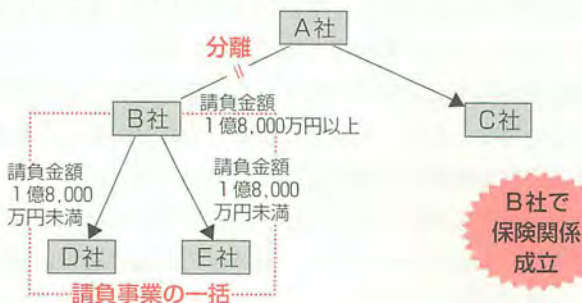 A社
分離
B社
請負金額
1億8,000万円以上
C社
請負金額
1億8,000
万円未満
請負金額
1億8,000
万円未満
D社
E社
請負事業の一括
B社で
保険関係
成立